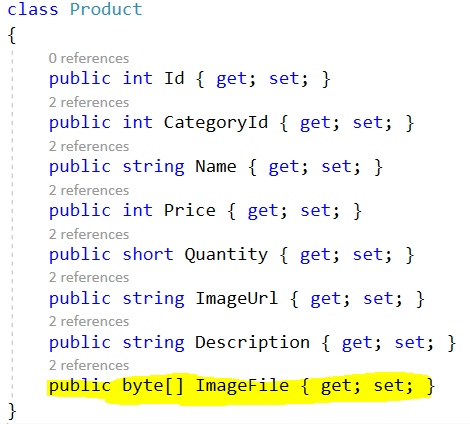 class Product
{
0 references
public int Id { get; set; }
2 references
public int CategoryId { get; set; }
2 references
public string Name { get; set; }
2 references
public int Price { get; set; }
2 references
public short Quantity { get; set; }
2 references
public string ImageUrl { get; set; }
2 references
public string Description { get; set; }
2 references
public byte[] ImageFile { get; set; }
}